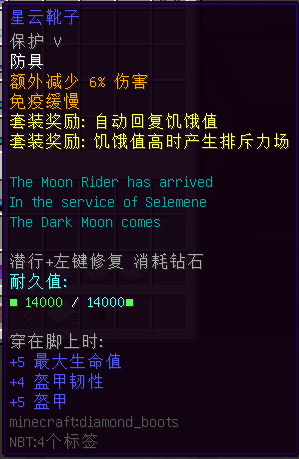 星云靴子
保护 V
防具
额外减少 6% 伤害
免疫缓慢
套装奖励: 自动回复饥饿值
套装奖励: 饥饿值高时产生排斥力场
The Moon Rider has arrived
In the service of Selemene
The Dark Moon comes
潜行+左键修复 消耗钻石
耐久值:
■ 14000 / 14000■
穿在脚上时:
+5 最大生命值
+4 盔甲韧性
+5 盔甲
minecraft:diamond_boots
NBT:4个标签